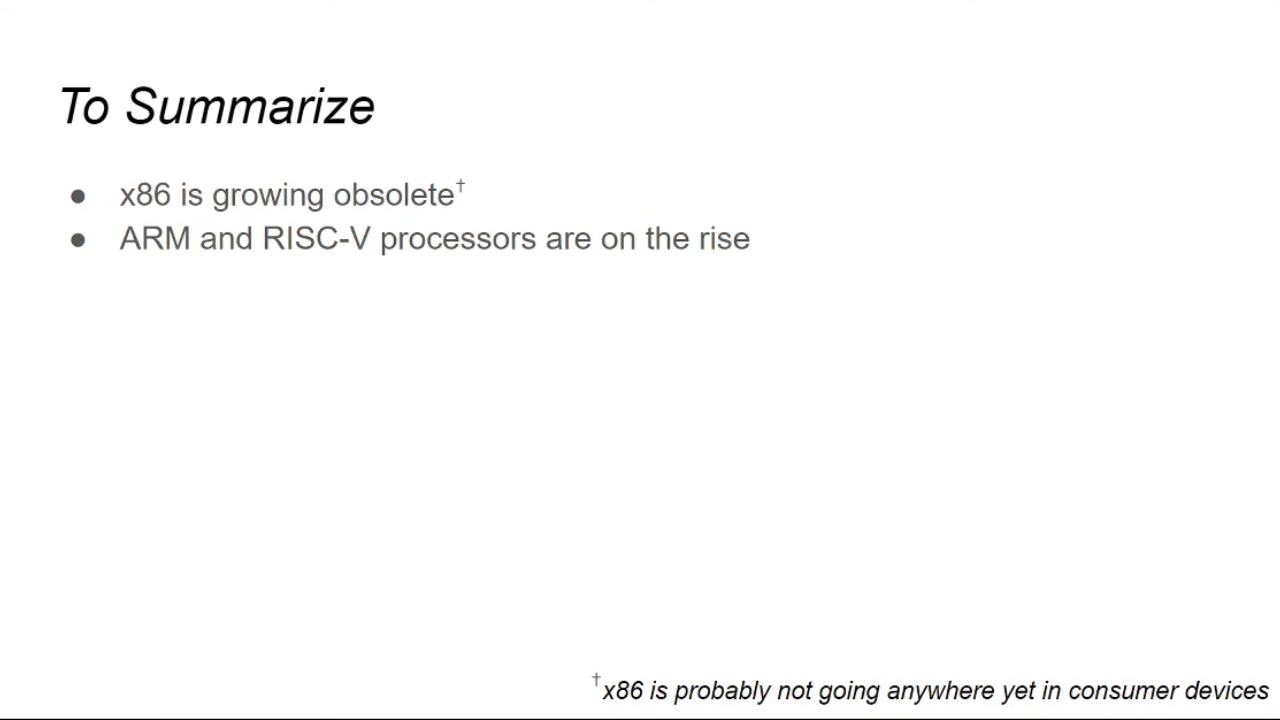 To Summarize
● x86 is growing obsolete†
● ARM and RISC-V processors are on the rise
†x86 is probably not going anywhere yet in consumer devices